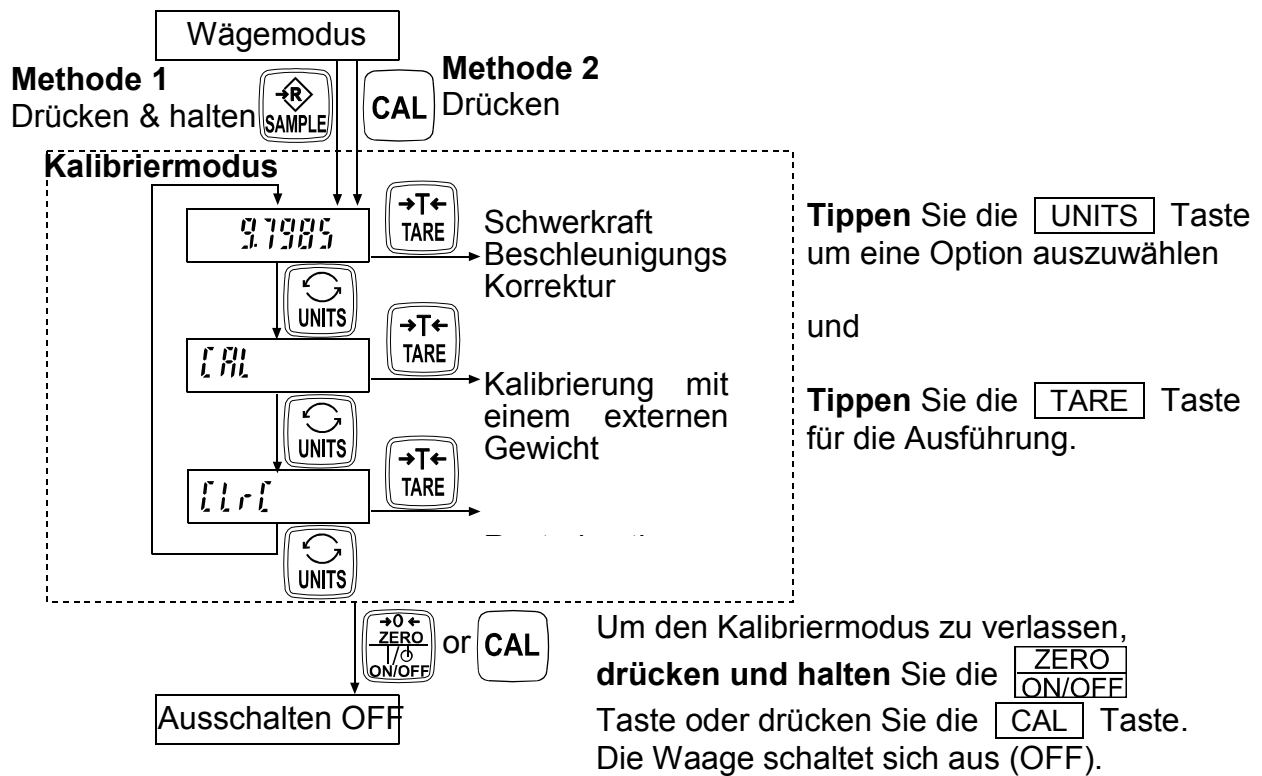 Wägemodus
Methode 1
Drücken & halten
→R
SAMPLE
CAL
Methode 2
Drücken
Kalibriermodus
9.7985
→T←
TARE
Schwerkraft
Beschleunigungs
Korrektur
UNITS
CAL
→T←
TARE
Kalibrierung mit
einem externen
Gewicht
UNITS
CLrC
→T←
TARE
UNITS
Tippen Sie die UNITS Taste
um eine Option auszuwählen
und
Tippen Sie die TARE Taste
für die Ausführung.
→0←
ZERO
ON/OFF
or
CAL
Ausschalten OFF
Um den Kalibriermodus zu verlassen,
drücken und halten Sie die ZERO
ON/OFF
Taste oder drücken Sie die CAL Taste.
Die Waage schaltet sich aus (OFF).